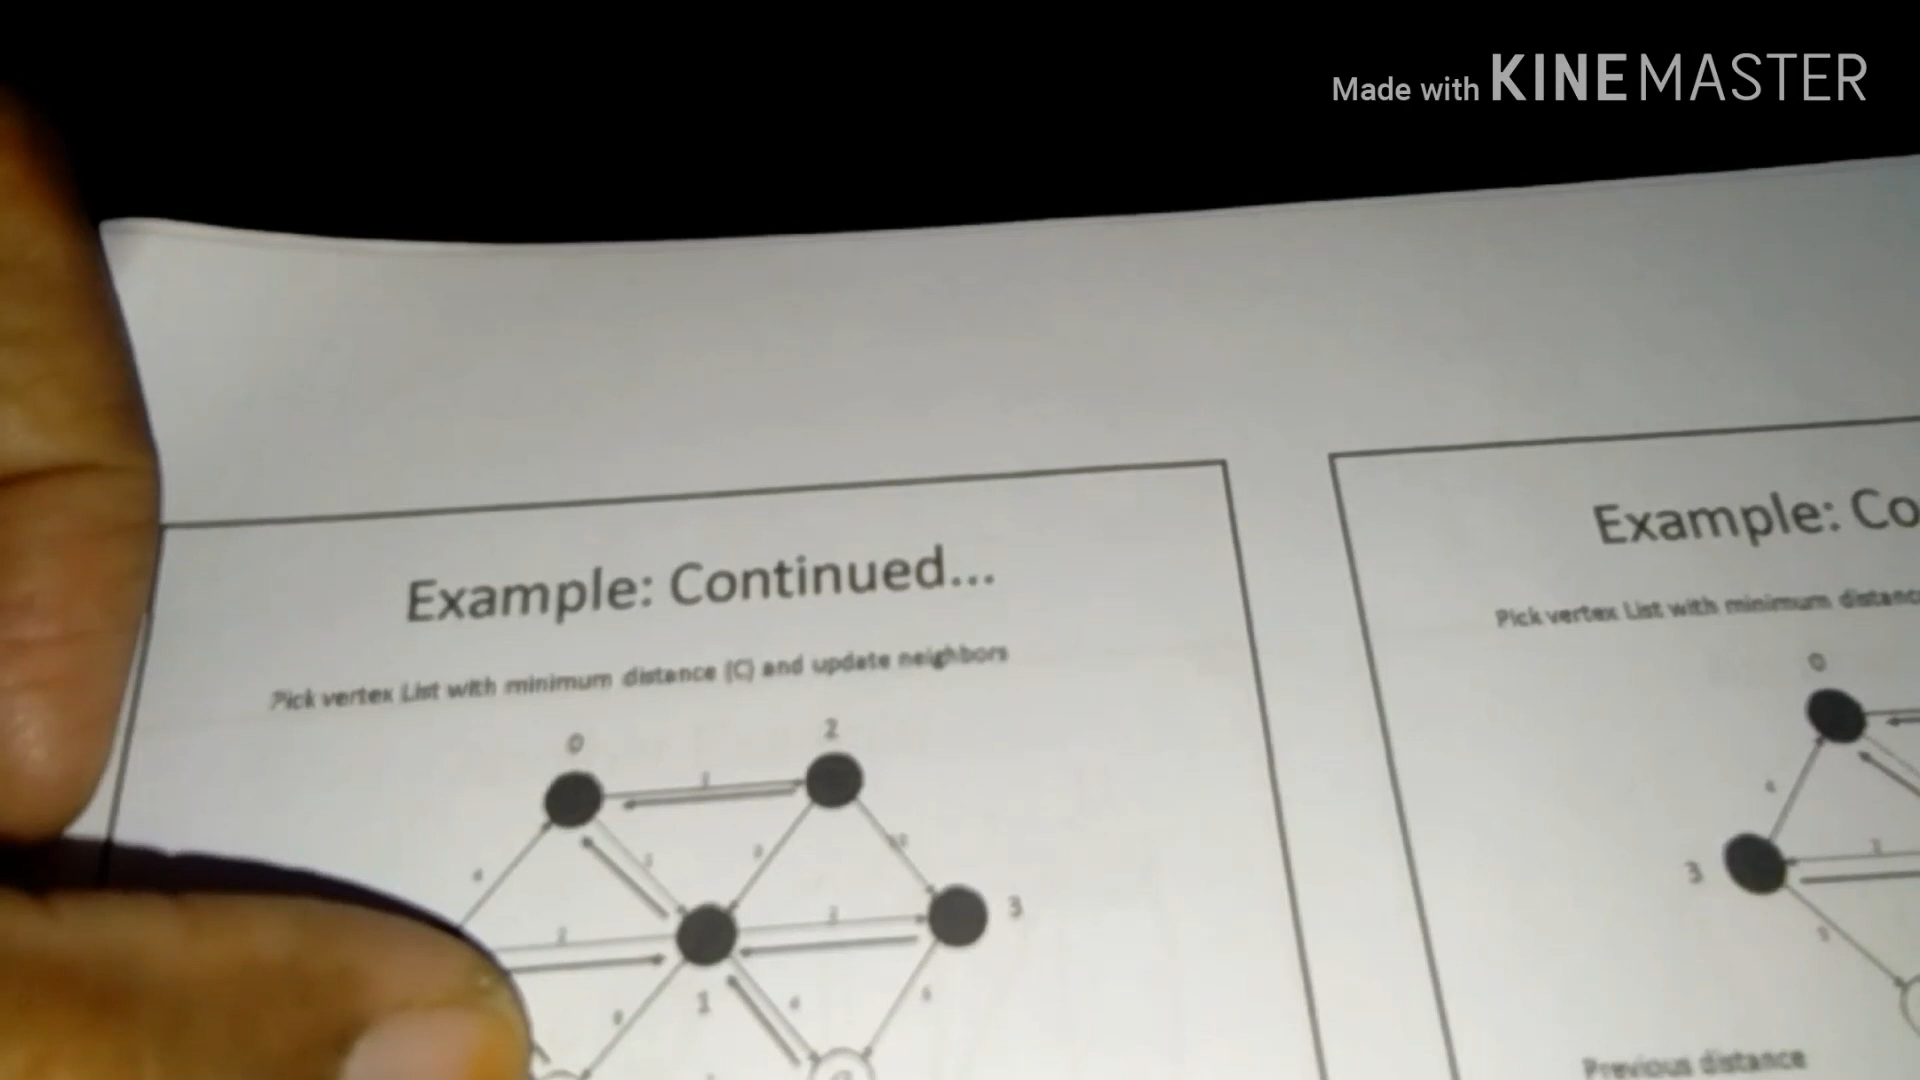 Made with KINEMASTER
Example: Continued...
Pick vertex List with minimum distance (C) and update neighbors
0
2
3
1
Example: Co
Pick vertex List with minimum distanc
0
3
Previous distance